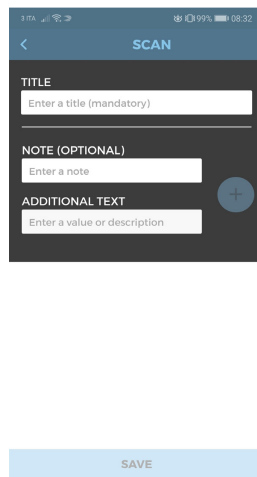 3 ITA 99% 08:32
SCAN
TITLE
Enter a title (mandatory)
NOTE (OPTIONAL)
Enter a note
ADDITIONAL TEXT
Enter a value or description
SAVE